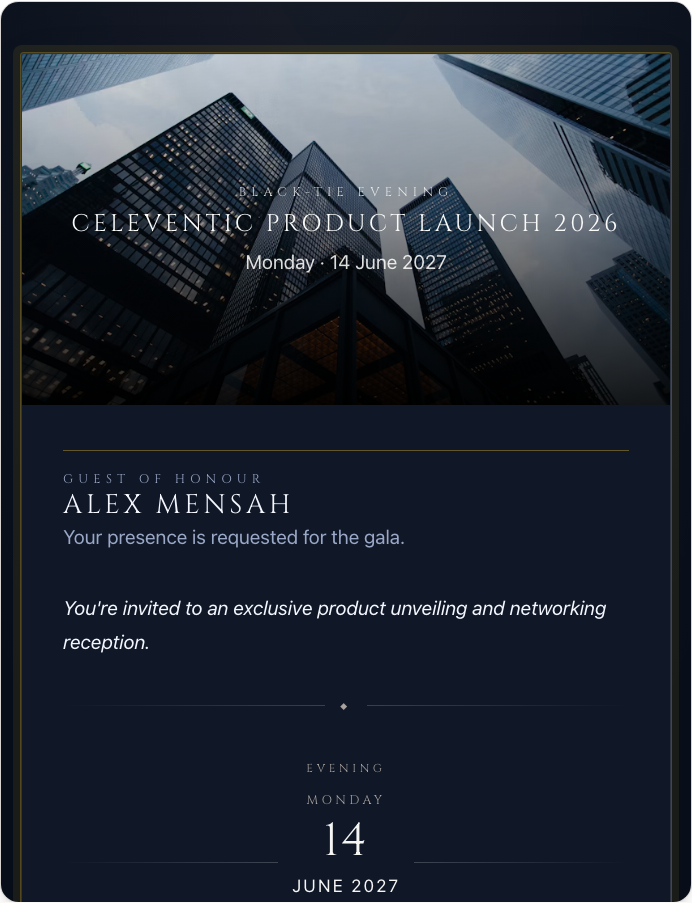 BLACK-TIE EVENING
CELEVENTIC PRODUCT LAUNCH 2026
Monday · 14 June 2027
GUEST OF HONOUR
ALEX MENSAH
Your presence is requested for the gala.
You're invited to an exclusive product unveiling and networking
reception.
EVENING
MONDAY
14
JUNE 2027